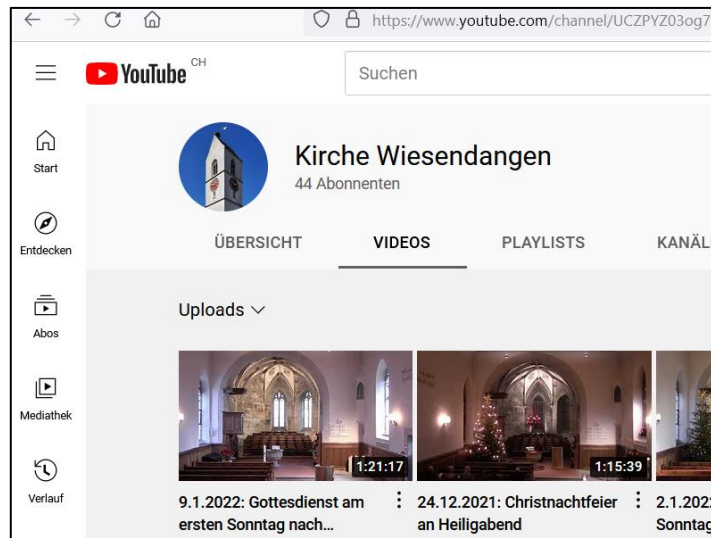 https://www.youtube.com/channel/UCZPYZ03og7
YouTube CH
Suchen
Start
Kirche Wiesendangen
44 Abonnenten
Entdecken
ÜBERSICHT VIDEOS PLAYLISTS KANÄL
Uploads
Abos
Mediathek
1:21:17
1:15:39
Verlauf
9.1.2022: Gottesdienst am
ersten Sonntag nach...
24.12.2021: Christnachtfeier
an Heiligabend
2.1.202
Sonntag